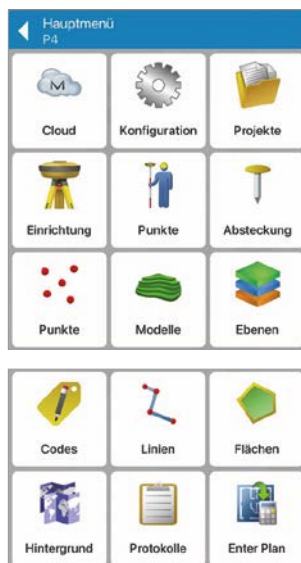 Hauptmenü
P4
M
Cloud
Konfiguration
Projekte
Einrichtung
Punkte
Absteckung
Punkte
Modelle
Ebenen
Codes
Linien
Flächen
Hintergrund
Protokolle
Enter Plan